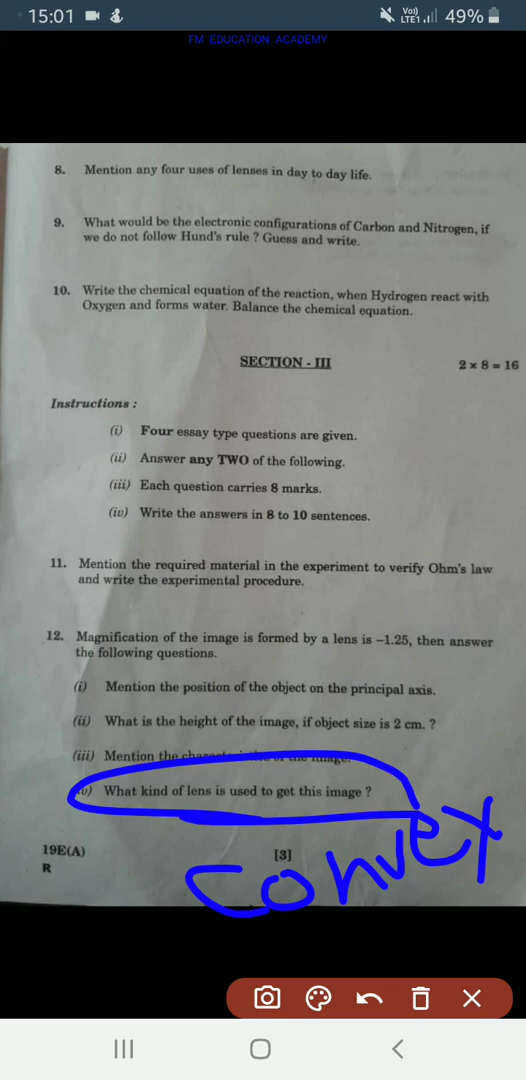 15:01
Vo)
LTE1
49%
FM EDUCATION ACADEMY
8. Mention any four uses of lenses in day to day life.
9. What would be the electronic configurations of Carbon and Nitrogen, if
we do not follow Hund's rule ? Guess and write.
10. Write the chemical equation of the reaction, when Hydrogen react with
Oxygen and forms water. Balance the chemical equation.
SECTION - III 2 × 8 = 16
Instructions :
(i) Four essay type questions are given.
(ii) Answer any TWO of the following.
(iii) Each question carries 8 marks.
(iv) Write the answers in 8 to 10 sentences.
11. Mention the required material in the experiment to verify Ohm's law
and write the experimental procedure.
12. Magnification of the image is formed by a lens is –1.25, then answer
the following questions.
(i) Mention the position of the object on the principal axis.
(ii) What is the height of the image, if object size is 2 cm. ?
(iii) Mention the of the image.
What kind of lens is used to get this image ?
convex
19E(A) [3]
R